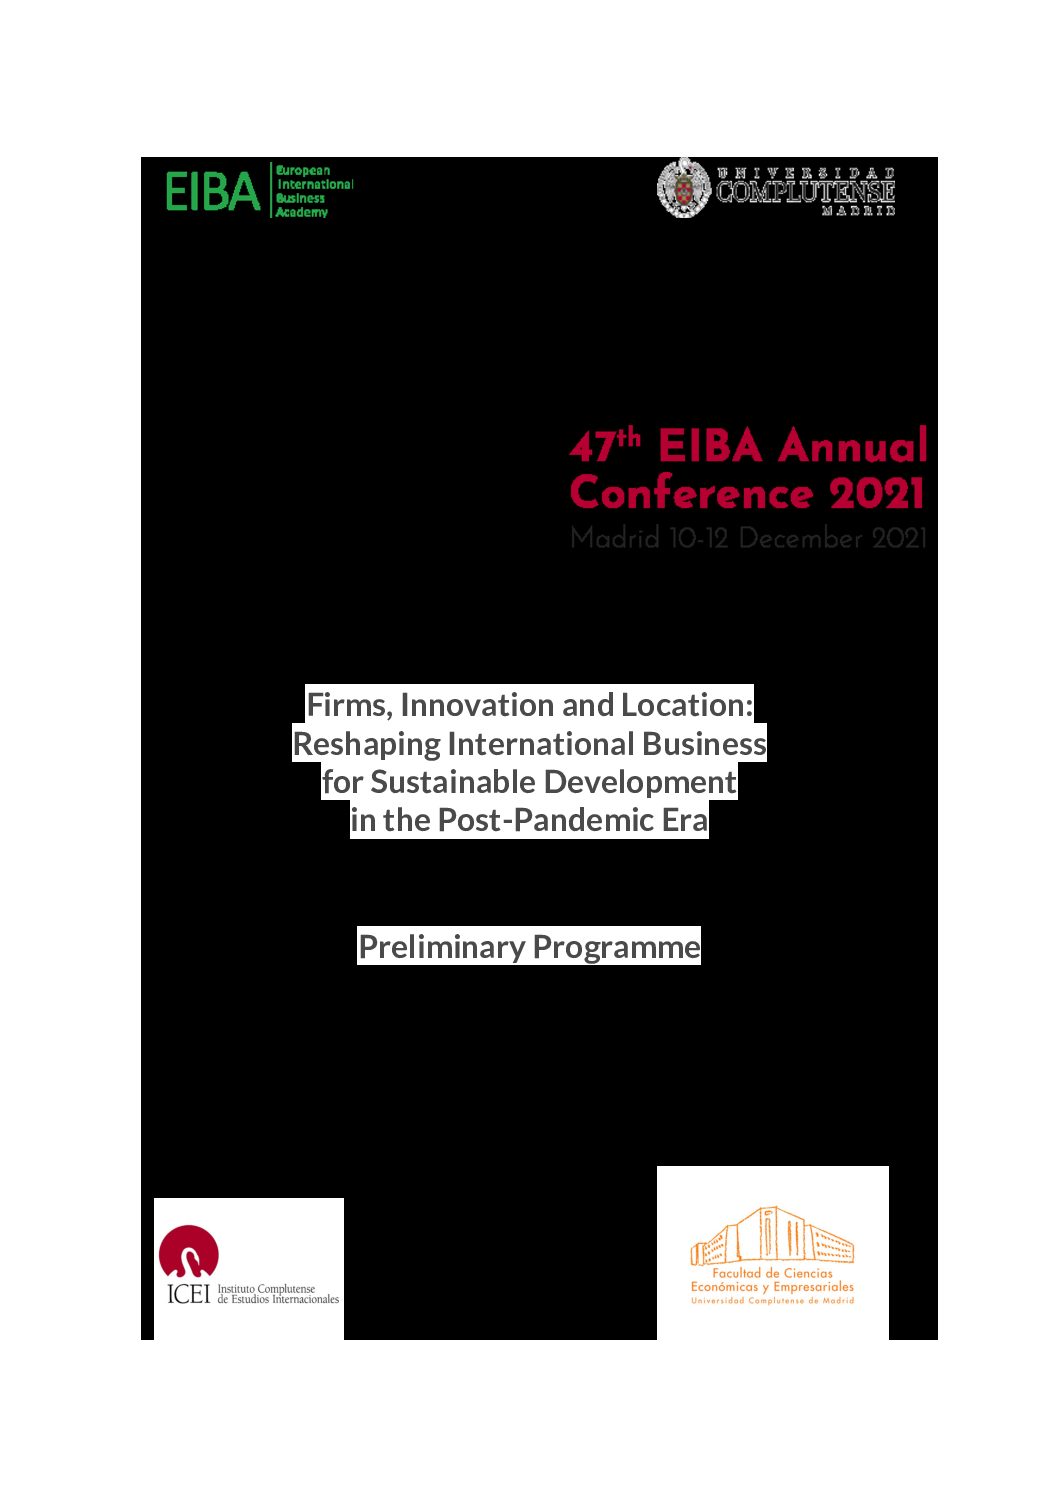 EIBA
European
International
Business
Academy
UNIVERSIDAD
COMPLUTENSE
MADRID
47th EIBA Annual
Conference 2021
Madrid 10-12 December 2021
Firms, Innovation and Location:
Reshaping International Business
for Sustainable Development
in the Post-Pandemic Era
Preliminary Programme
ICEI
Instituto Complutense
de Estudios Internacionales
Facultad de Ciencias
Económicas y Empresariales
Universidad Complutense de Madrid